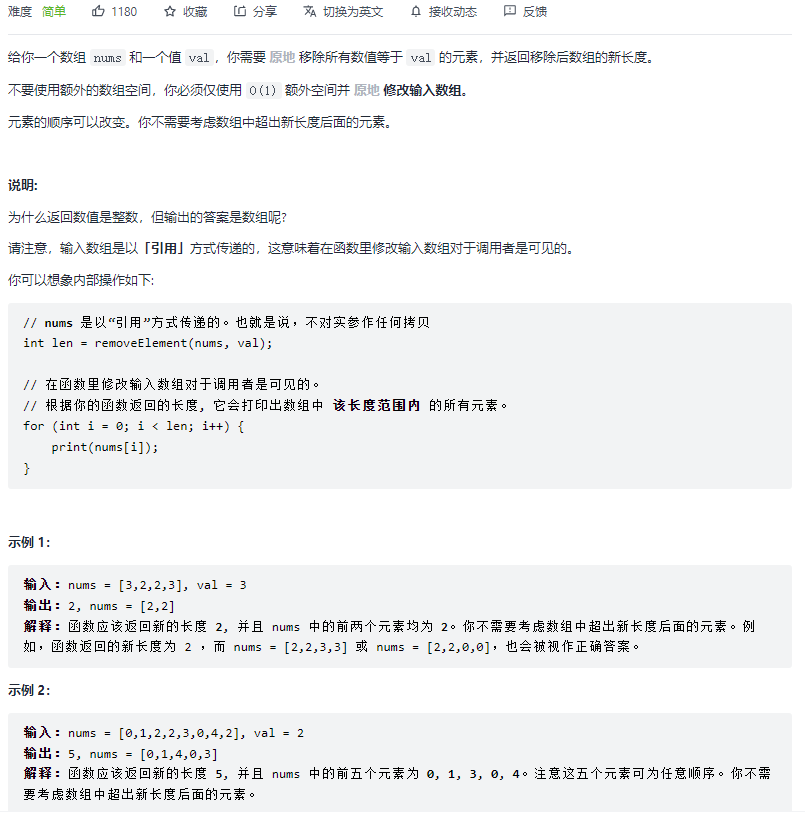 难度 简单 1180 收藏 分享 切换为英文 接收动态 反馈
给你一个数组 nums 和一个值 val，你需要 原地 移除所有数值等于 val 的元素，并返回移除后数组的新长度。
不要使用额外的数组空间，你必须仅使用 O(1) 额外空间并 原地 修改输入数组。
元素的顺序可以改变。你不需要考虑数组中超出新长度后面的元素。
说明:
为什么返回数值是整数，但输出的答案是数组呢?
请注意，输入数组是以「引用」方式传递的，这意味着在函数里修改输入数组对于调用者是可见的。
你可以想象内部操作如下:
// nums 是以“引用”方式传递的。也就是说，不对实参作任何拷贝
int len = removeElement(nums, val);
// 在函数里修改输入数组对于调用者是可见的。
// 根据你的函数返回的长度, 它会打印出数组中 该长度范围内 的所有元素。
for (int i = 0; i < len; i++) {
    print(nums[i]);
}
示例 1：
输入：nums = [3,2,2,3], val = 3
输出：2, nums = [2,2]
解释：函数应该返回新的长度 2, 并且 nums 中的前两个元素均为 2。你不需要考虑数组中超出新长度后面的元素。例
如，函数返回的新长度为 2 ，而 nums = [2,2,3,3] 或 nums = [2,2,0,0]，也会被视作正确答案。
示例 2：
输入：nums = [0,1,2,2,3,0,4,2], val = 2
输出：5, nums = [0,1,4,0,3]
解释：函数应该返回新的长度 5, 并且 nums 中的前五个元素为 0, 1, 3, 0, 4。注意这五个元素可为任意顺序。你不需
要考虑数组中超出新长度后面的元素。